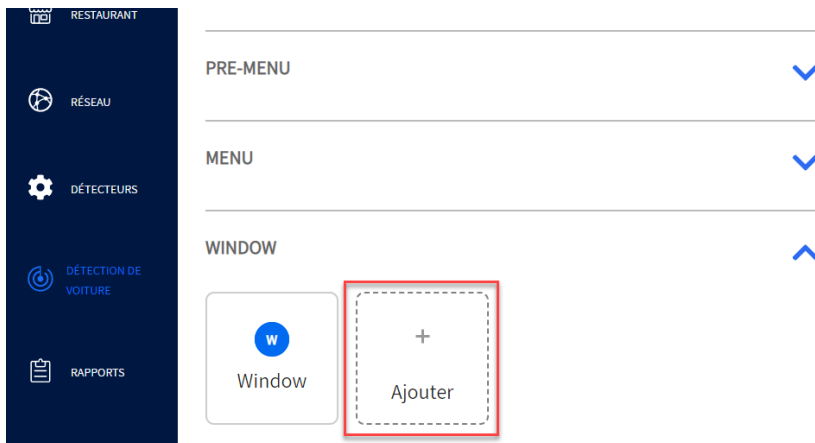 RESTAURANT
PRE-MENU
RÉSEAU
MENU
DÉTECTEURS
WINDOW
DÉTECTION DE
VOITURE
W
+
Window
Ajouter
RAPPORTS